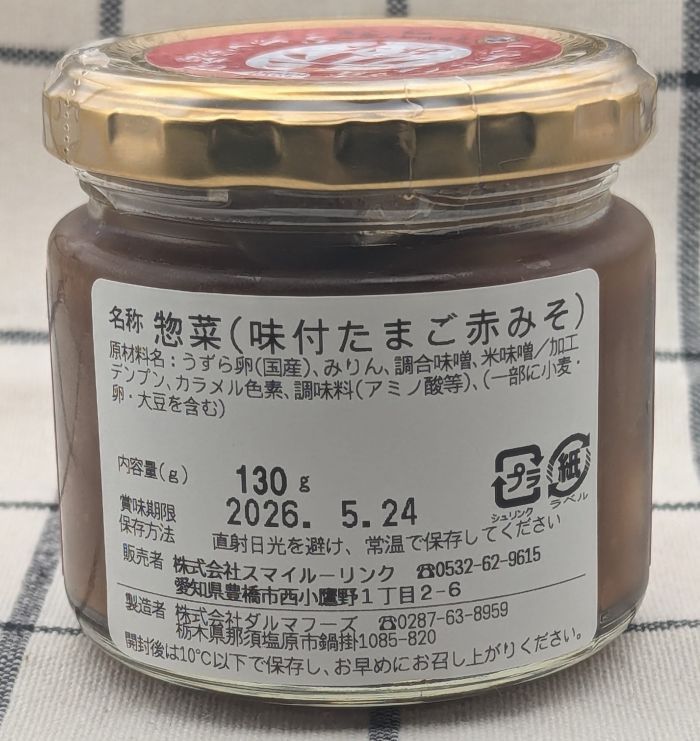 名称 惣菜(味付たまご赤みそ)
原材料名：うずら卵(国産)、みりん、調合味噌、米味噌/加工
デンプン、カラメル色素、調味料(アミノ酸等)、(一部に小麦・
卵・大豆を含む)
内容量(g) 130g
賞味期限 2026. 5.24
保存方法 直射日光を避け、常温で保存してください
プラ
シュリンク
紙
ラベル
販売者 株式会社スマイルーリンク ☎0532-62-9615
愛知県豊橋市西小鷹野1丁目2-6
製造者 株式会社ダルマフーズ ☎0287-63-8959
栃木県那須塩原市鍋掛1085-820
開封後は10℃以下で保存し、お早めにお召し上がりください。